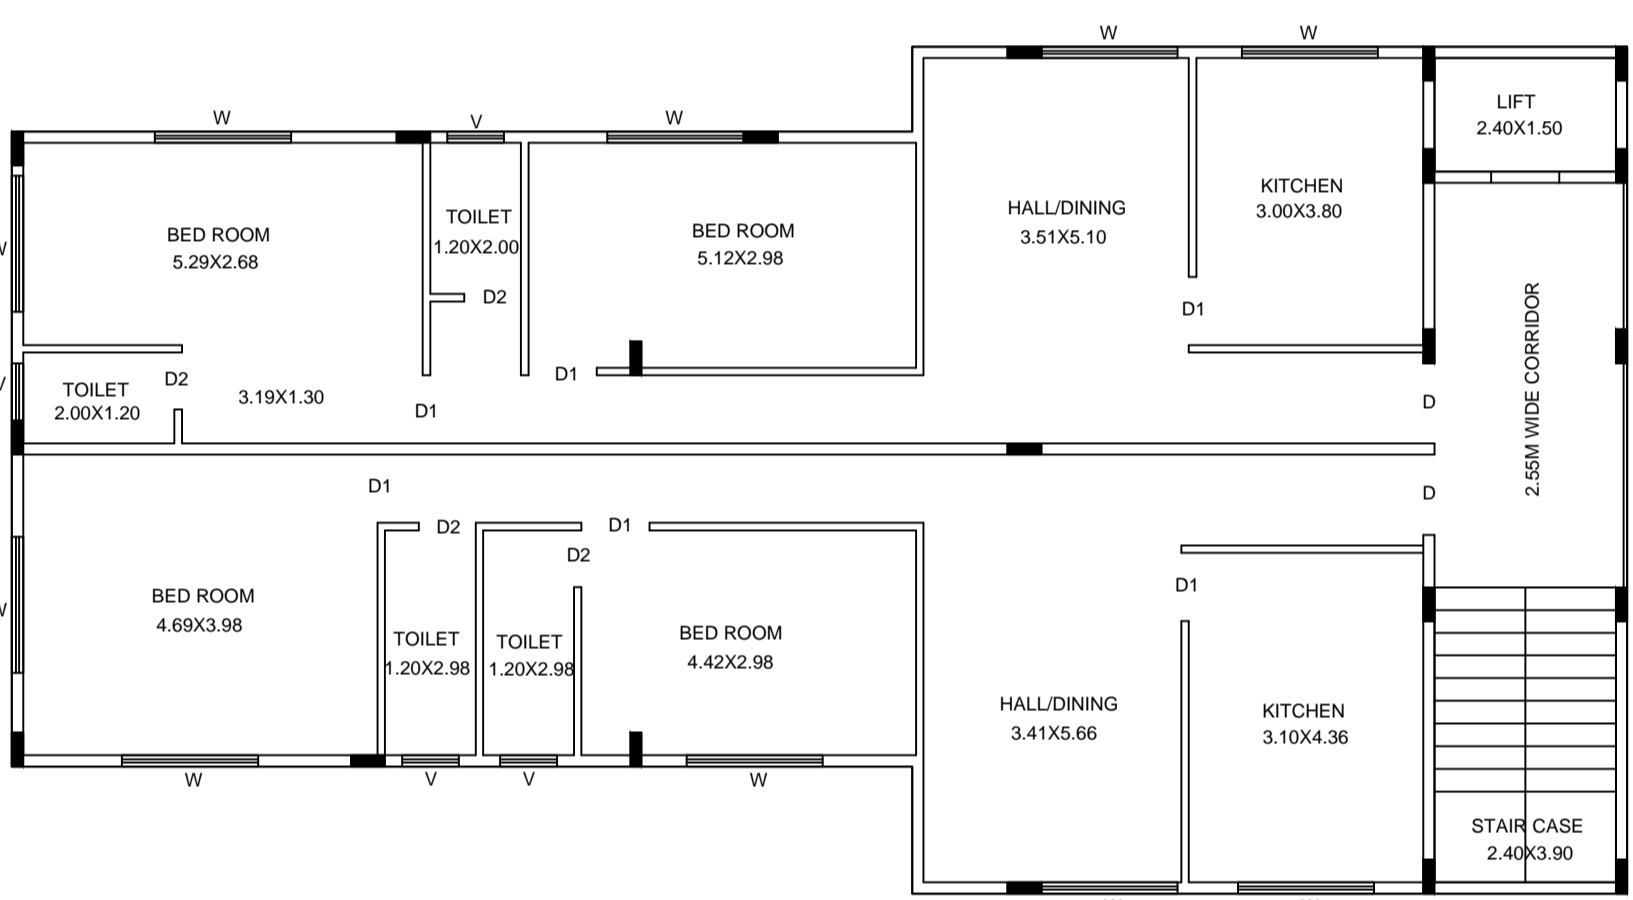 W
W
LIFT
2.40X1.50
W
V
W
KITCHEN
3.00X3.80
HALL/DINING
3.51X5.10
TOILET
1.20X2.00
BED ROOM
5.12X2.98
BED ROOM
5.29X2.68
W
D2
D1
2.55M WIDE CORRIDOR
D1
V
D2
TOILET
2.00X1.20
3.19X1.30
D1
D
D1
D
D2
D1
D2
D1
BED ROOM
4.69X3.98
W
TOILET
1.20X2.98
TOILET
1.20X2.98
BED ROOM
4.42X2.98
HALL/DINING
3.41X5.66
KITCHEN
3.10X4.36
W
V
V
W
STAIR CASE
2.40X3.90